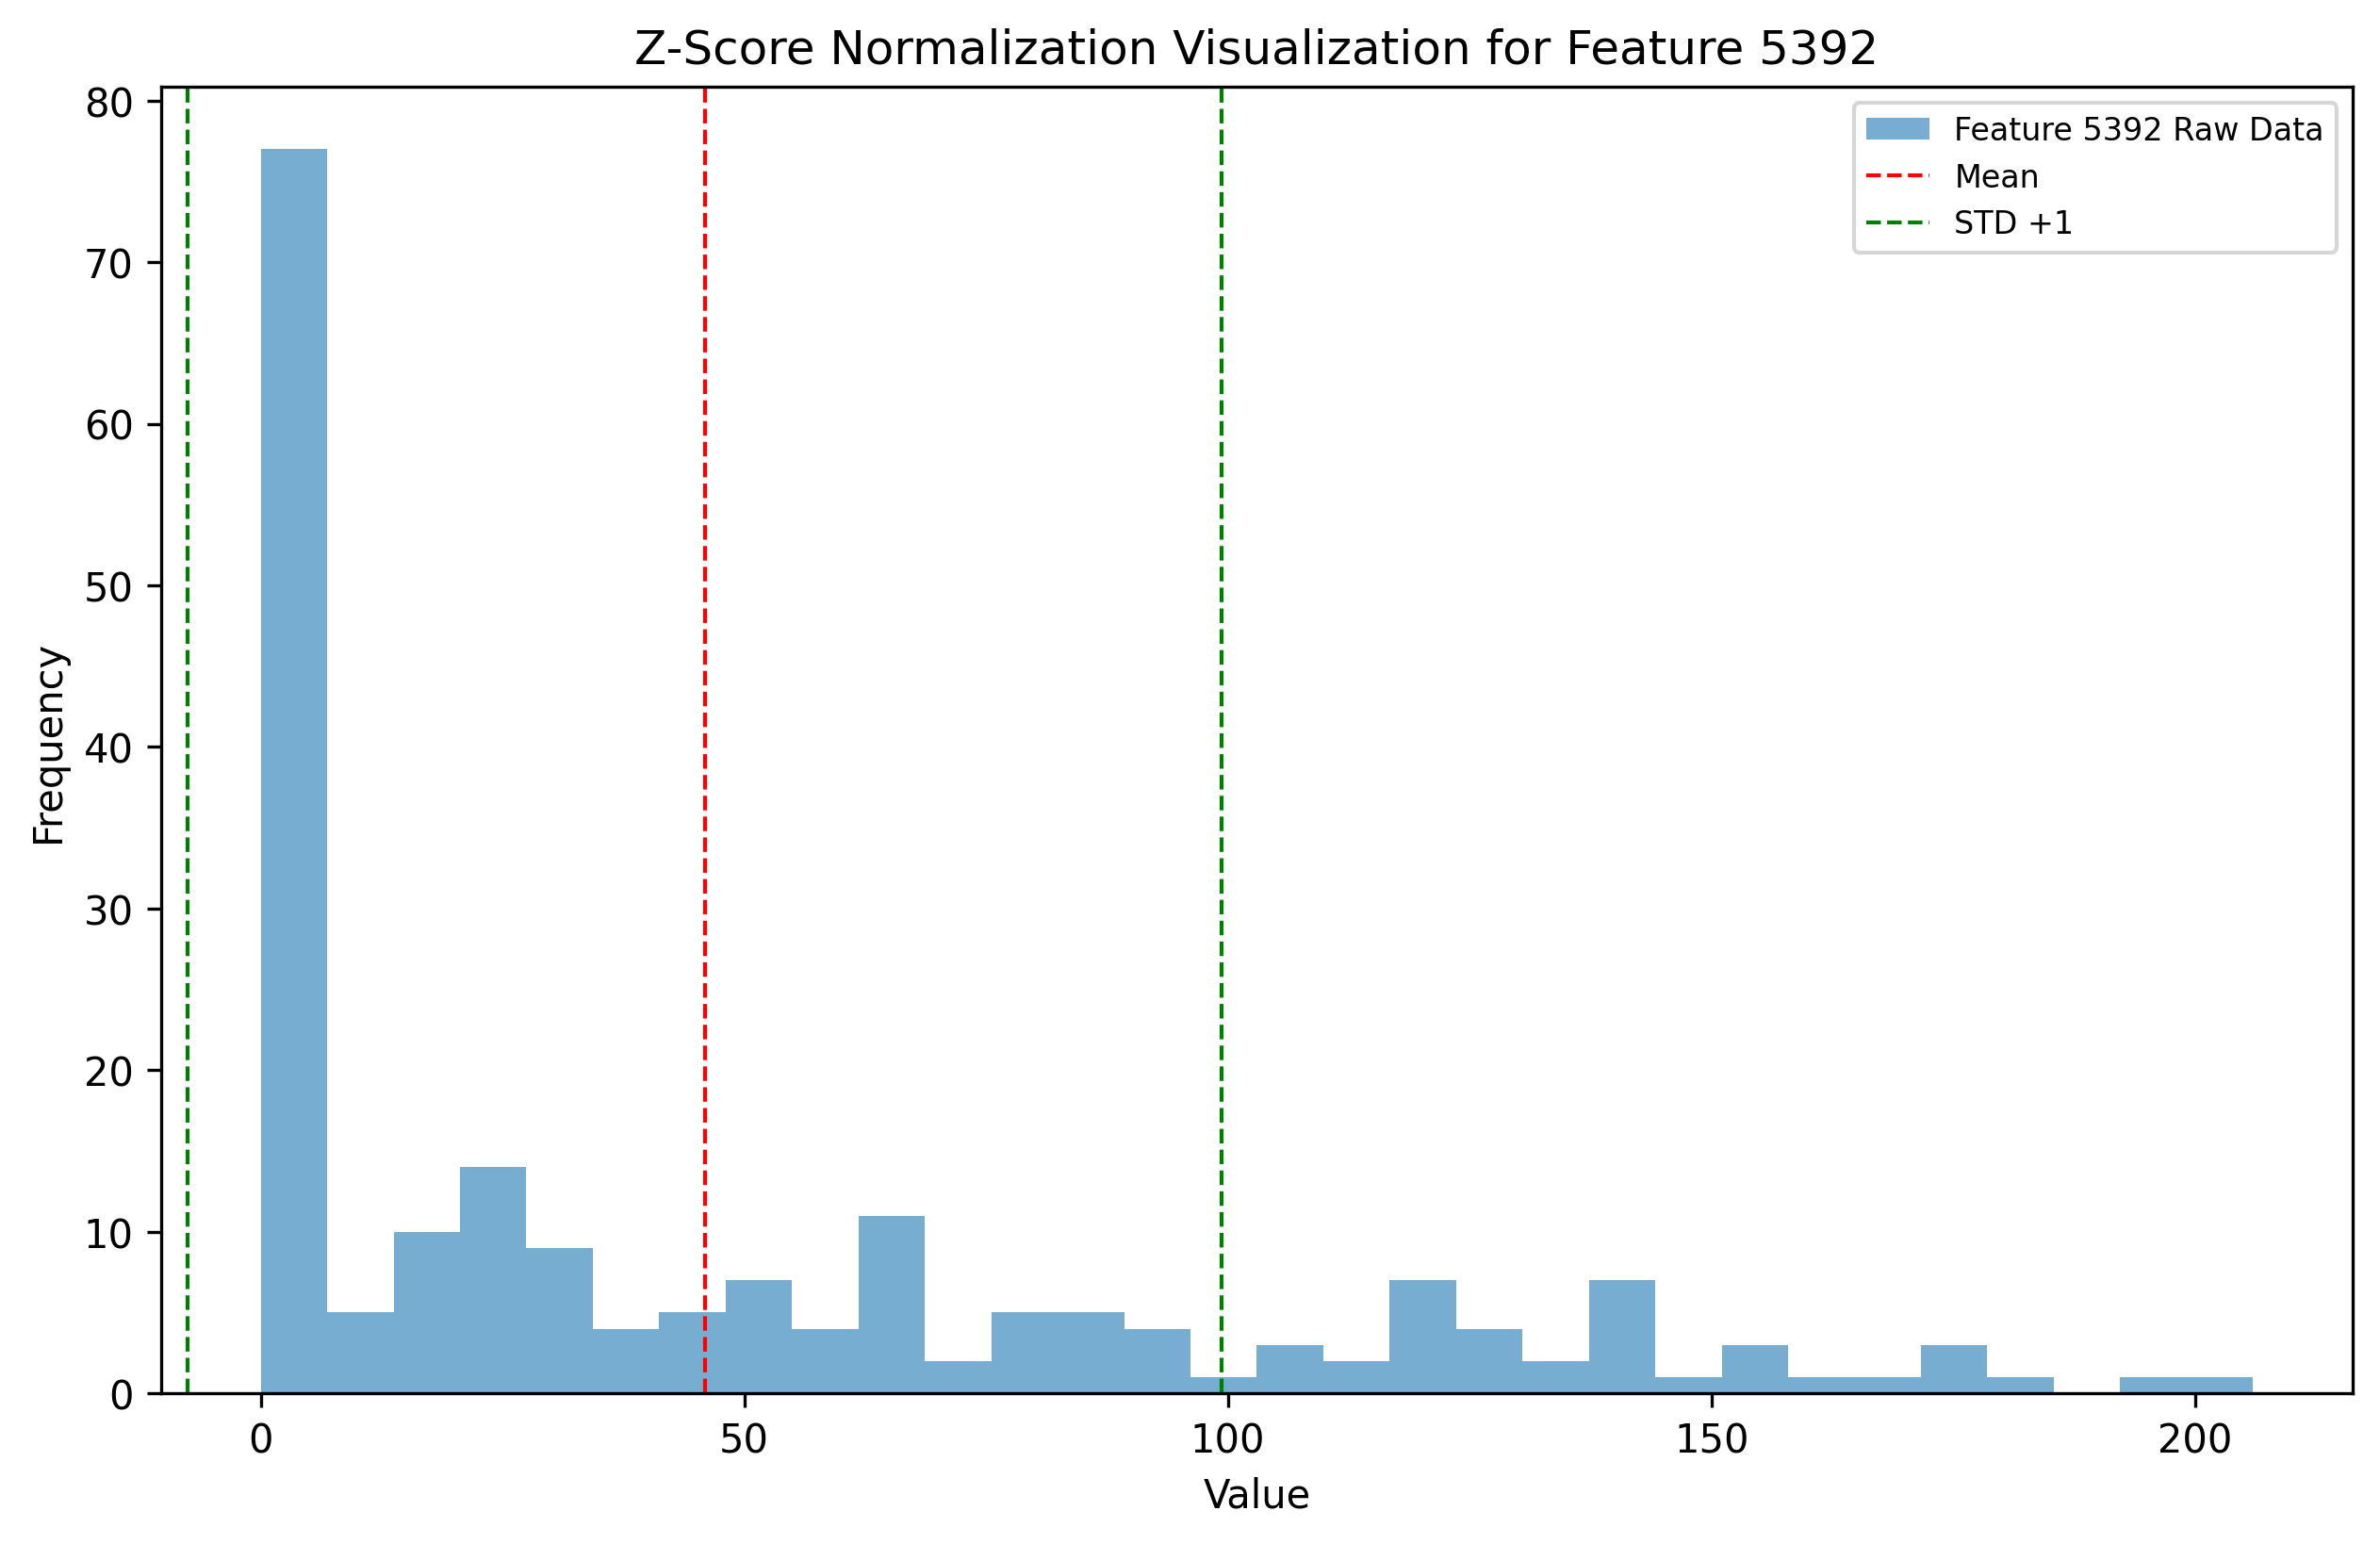 Z-Score Normalization Visualization for Feature 5392
80
70
60
50
40
30
20
10
0
Frequency
Feature 5392 Raw Data
Mean
STD +1
0 50 100 150 200
Value